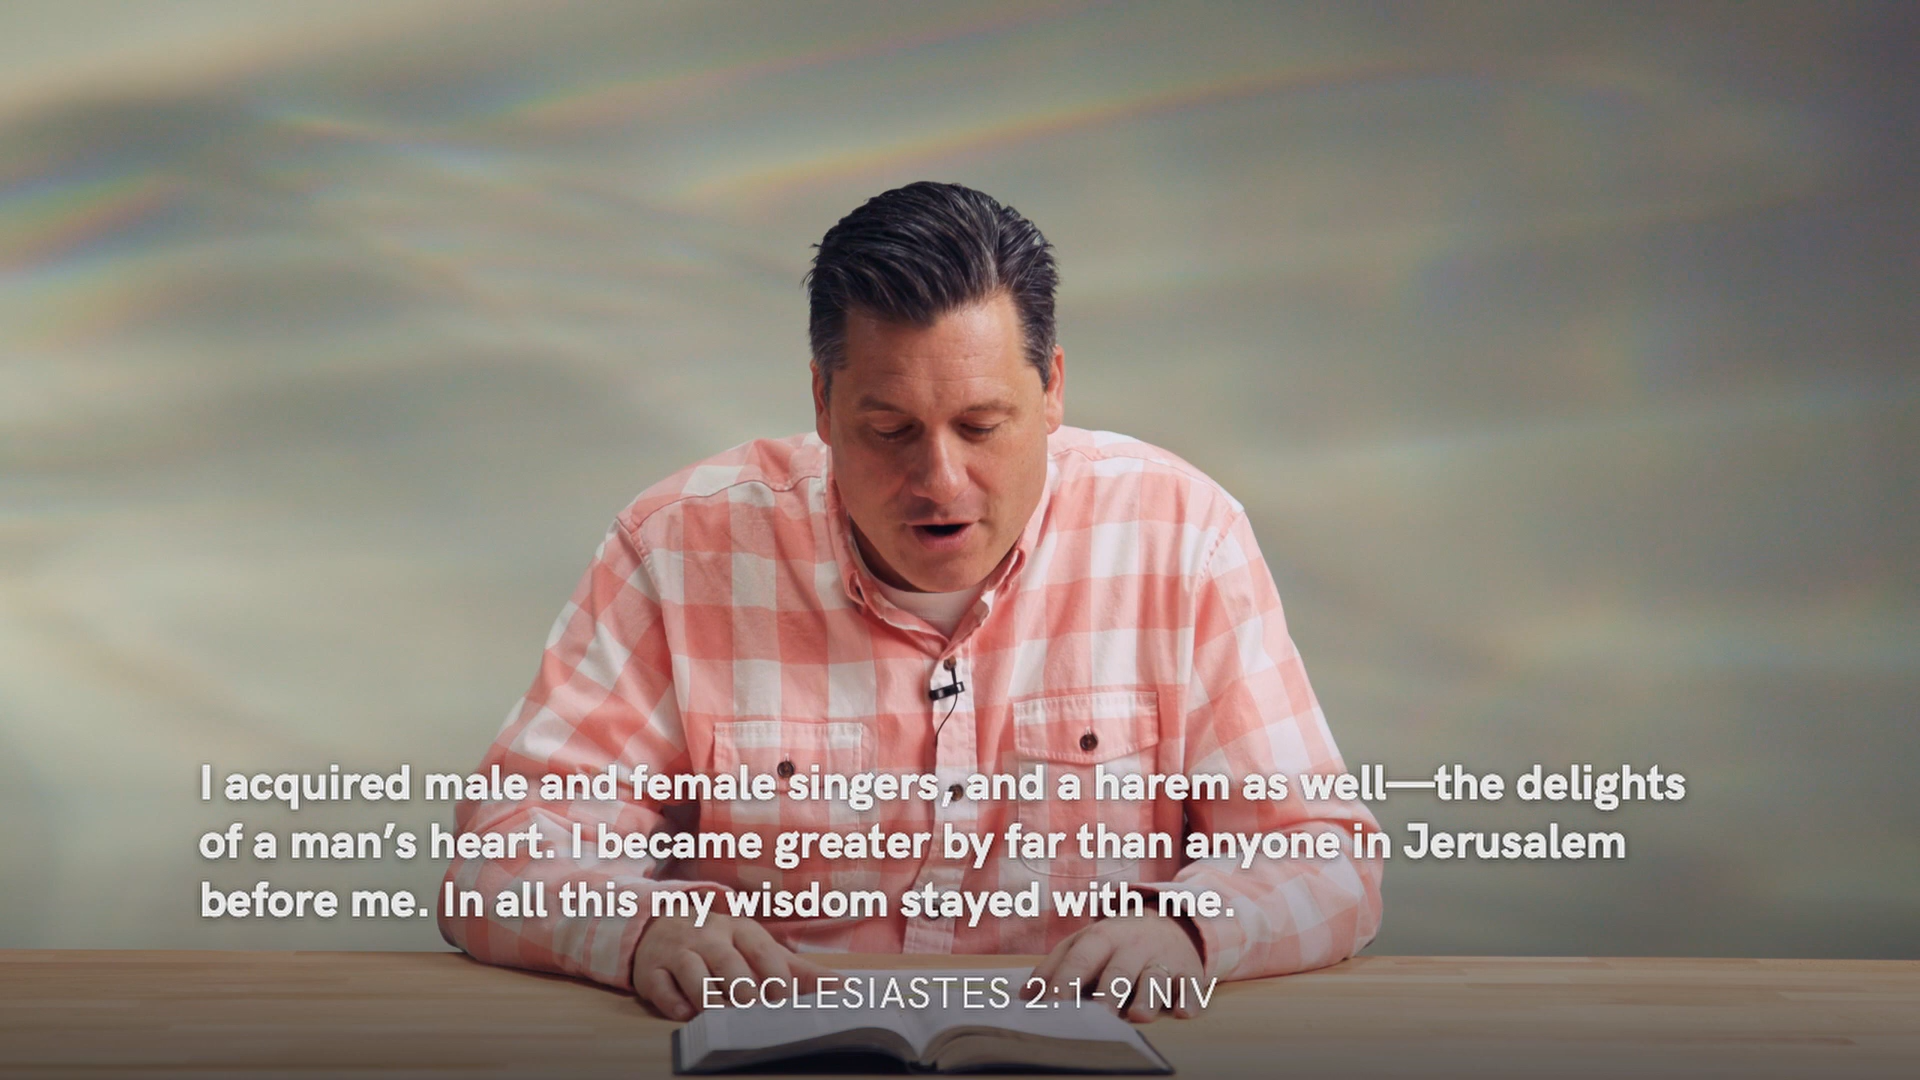 I acquired male and female singers, and a harem as well—the delights
of a man’s heart. I became greater by far than anyone in Jerusalem
before me. In all this my wisdom stayed with me.
ECCLESIASTES 2:1-9 NIV